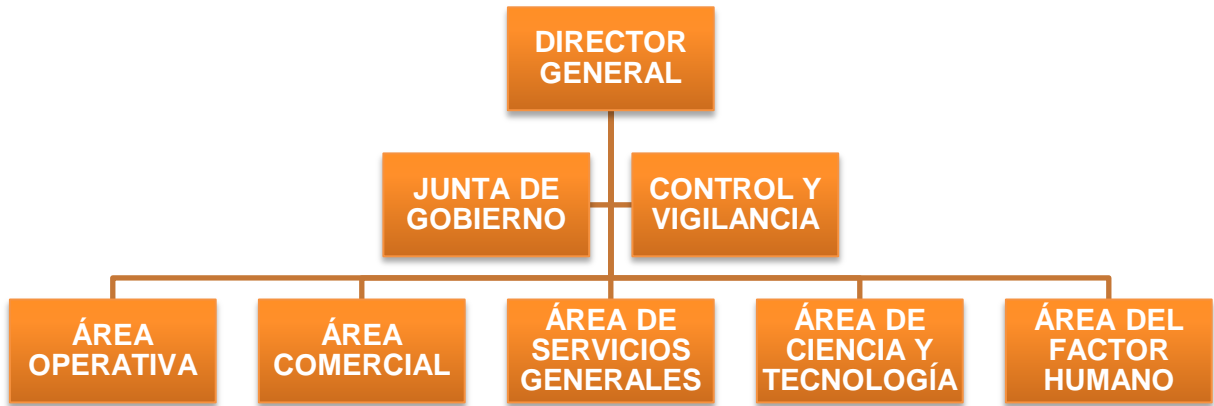 DIRECTOR
GENERAL
JUNTA DE
GOBIERNO
CONTROL Y
VIGILANCIA
ÁREA
OPERATIVA
ÁREA
COMERCIAL
ÁREA DE
SERVICIOS
GENERALES
ÁREA DE
CIENCIA Y
TECNOLOGÍA
ÁREA DEL
FACTOR
HUMANO